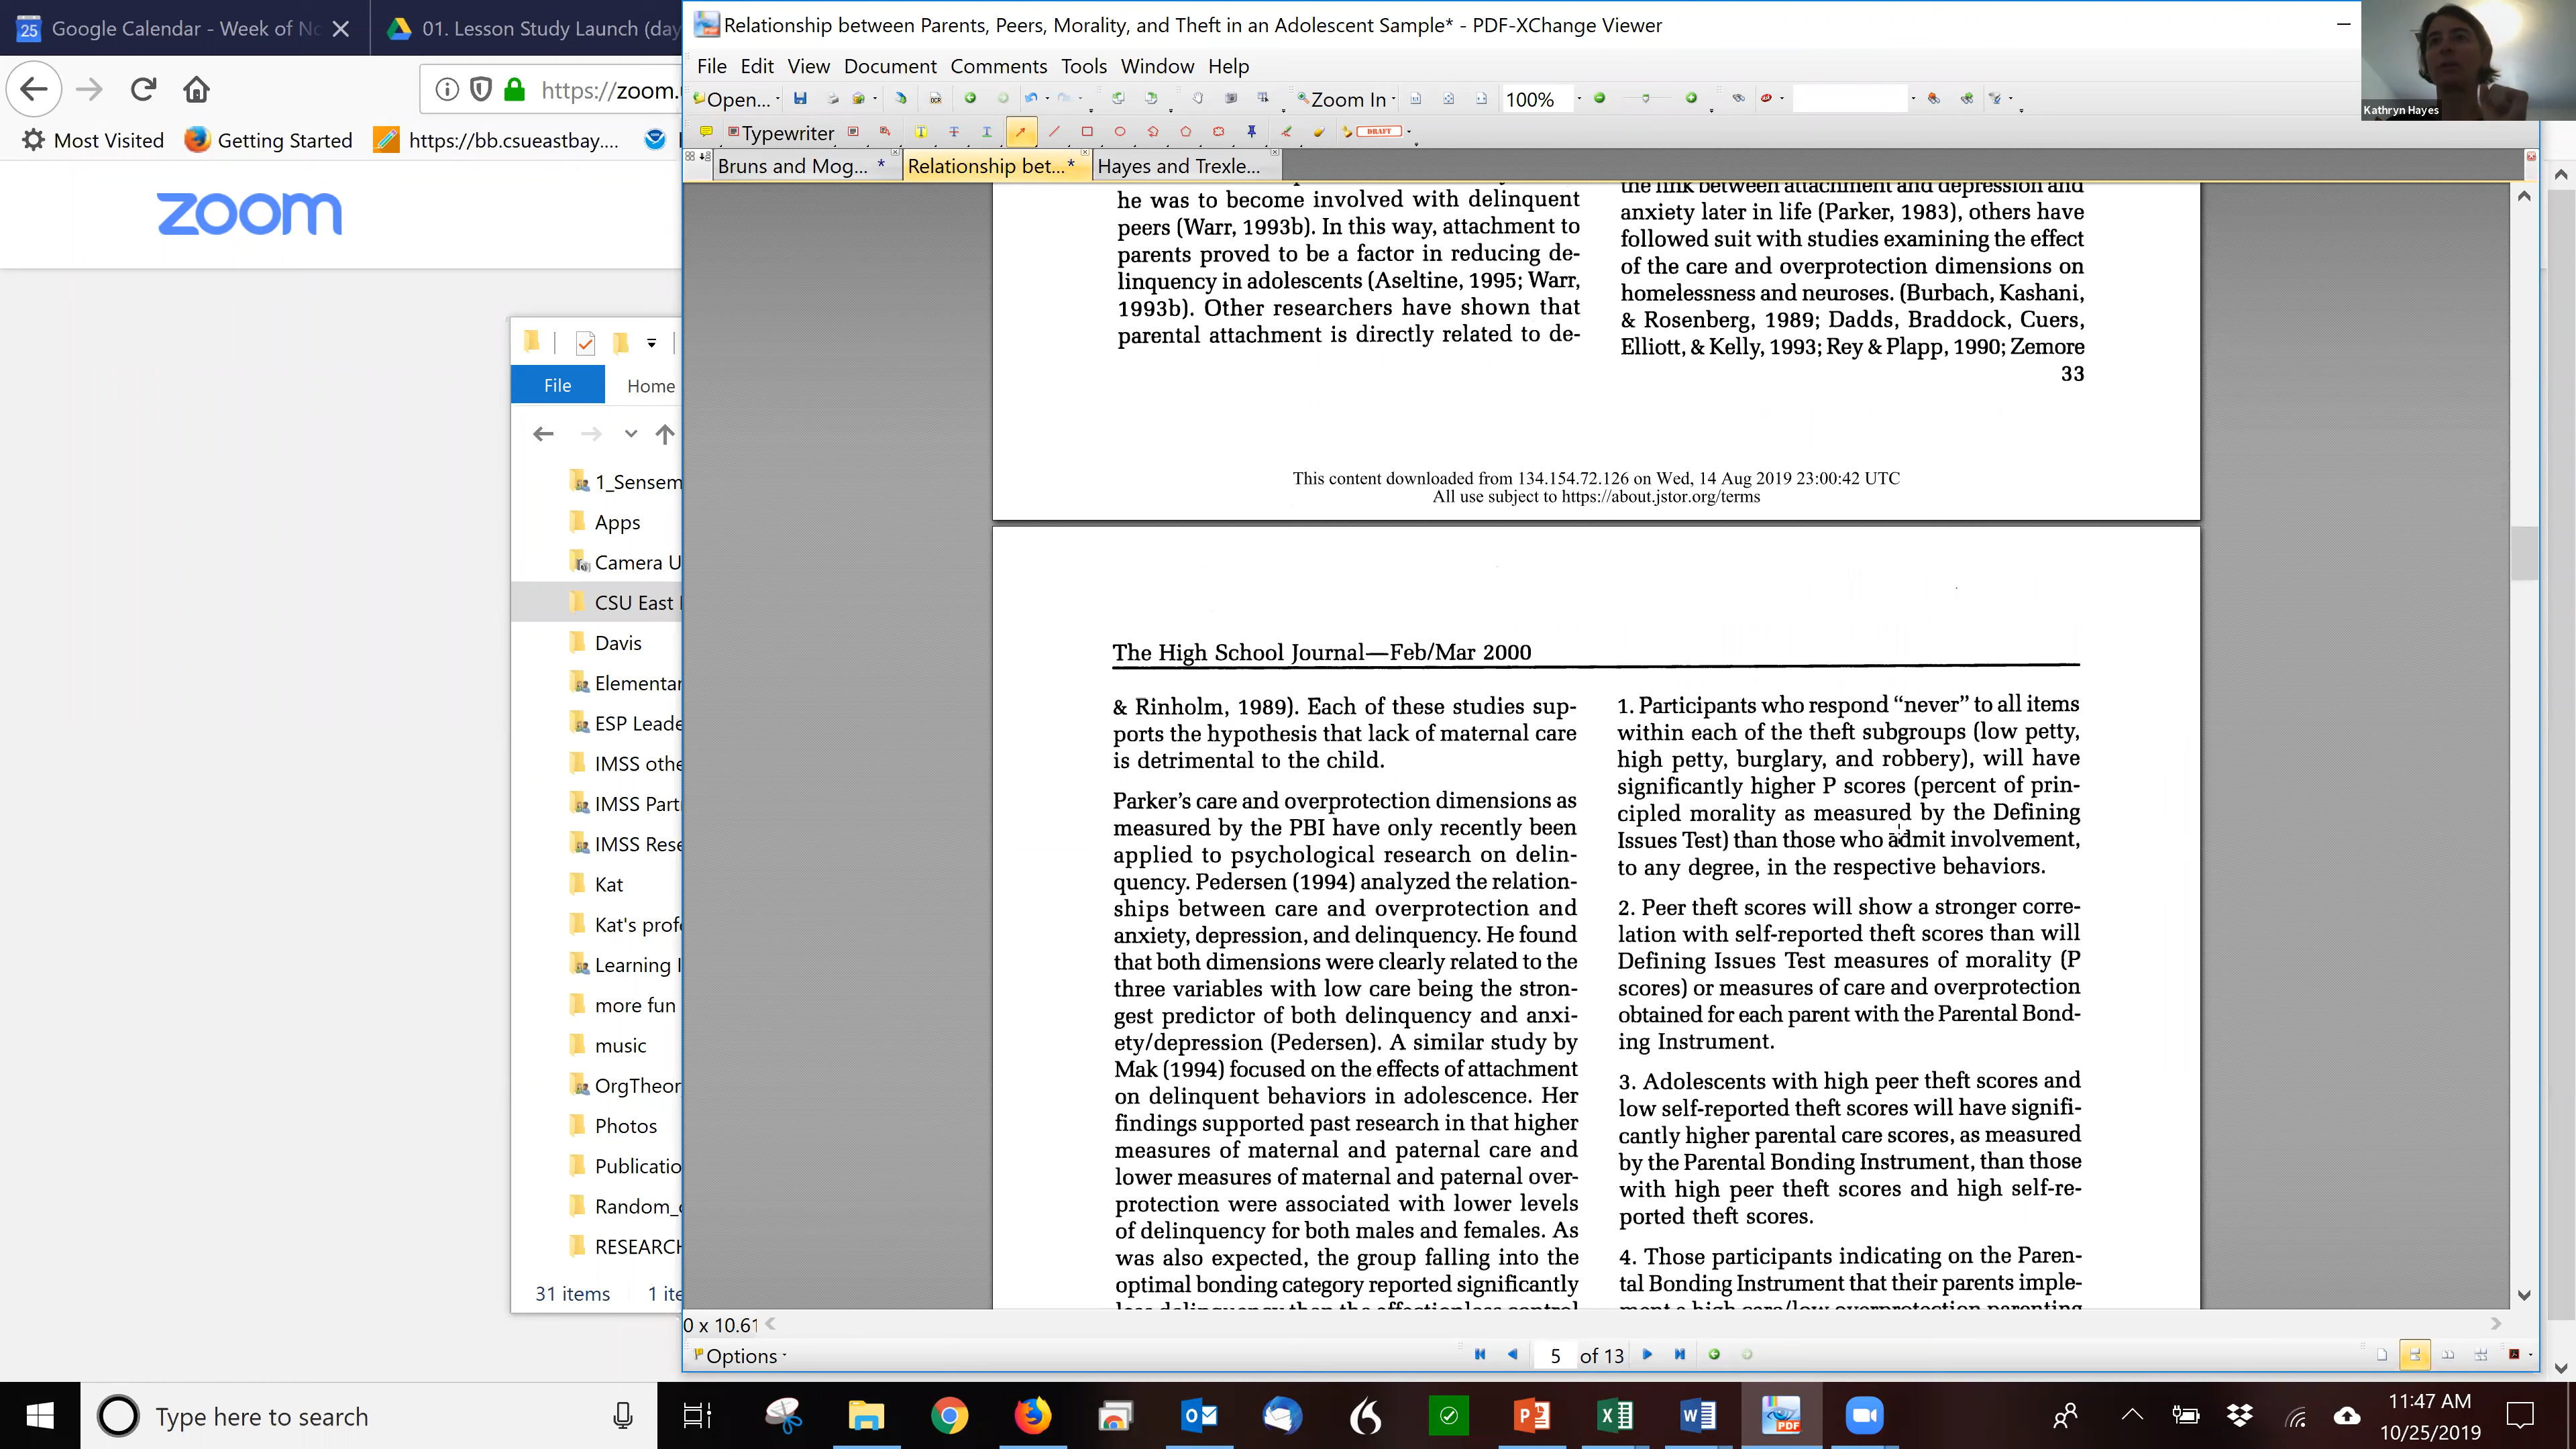 Google Calendar - Week of No
01. Lesson Study Launch (day
https://zoom.
Most Visited
Getting Started
https://bb.csueastbay....
zoom
File
Home
1_Sensem
Apps
Camera U
CSU East
Davis
Elementar
ESP Leade
IMSS othe
IMSS Part
IMSS Rese
Kat
Kat's profe
Learning I
more fun
music
OrgTheor
Photos
Publicatio
Random_c
RESEARCH
31 items
1 ite
Relationship between Parents, Peers, Morality, and Theft in an Adolescent Sample* - PDF-XChange Viewer
File Edit View Document Comments Tools Window Help
Open...
OCR
Zoom In
100%
Typewriter
DRAFT
Bruns and Mog... *
Relationship bet... *
Hayes and Trexle...
Kathryn Hayes
he was to become involved with delinquent
peers (Warr, 1993b). In this way, attachment to
parents proved to be a factor in reducing de-
linquency in adolescents (Aseltine, 1995; Warr,
1993b). Other researchers have shown that
parental attachment is directly related to de-
the link between attachment and depression and
anxiety later in life (Parker, 1983), others have
followed suit with studies examining the effect
of the care and overprotection dimensions on
homelessness and neuroses. (Burbach, Kashani,
& Rosenberg, 1989; Dadds, Braddock, Cuers,
Elliott, & Kelly, 1993; Rey & Plapp, 1990; Zemore
33
This content downloaded from 134.154.72.126 on Wed, 14 Aug 2019 23:00:42 UTC
All use subject to https://about.jstor.org/terms
The High School Journal—Feb/Mar 2000
& Rinholm, 1989). Each of these studies sup-
ports the hypothesis that lack of maternal care
is detrimental to the child.
Parker's care and overprotection dimensions as
measured by the PBI have only recently been
applied to psychological research on delin-
quency. Pedersen (1994) analyzed the relation-
ships between care and overprotection and
anxiety, depression, and delinquency. He found
that both dimensions were clearly related to the
three variables with low care being the stron-
gest predictor of both delinquency and anxi-
ety/depression (Pedersen). A similar study by
Mak (1994) focused on the effects of attachment
on delinquent behaviors in adolescence. Her
findings supported past research in that higher
measures of maternal and paternal care and
lower measures of maternal and paternal over-
protection were associated with lower levels
of delinquency for both males and females. As
was also expected, the group falling into the
optimal bonding category reported significantly
less delinquency than the affectionless control
1. Participants who respond “never” to all items
within each of the theft subgroups (low petty,
high petty, burglary, and robbery), will have
significantly higher P scores (percent of prin-
cipled morality as measured by the Defining
Issues Test) than those who admit involvement,
to any degree, in the respective behaviors.
2. Peer theft scores will show a stronger corre-
lation with self-reported theft scores than will
Defining Issues Test measures of morality (P
scores) or measures of care and overprotection
obtained for each parent with the Parental Bond-
ing Instrument.
3. Adolescents with high peer theft scores and
low self-reported theft scores will have signifi-
cantly higher parental care scores, as measured
by the Parental Bonding Instrument, than those
with high peer theft scores and high self-re-
ported theft scores.
4. Those participants indicating on the Paren-
tal Bonding Instrument that their parents imple-
ment a high care/low overprotection parenting
0 x 10.61
Options
5 of 13
Type here to search
11:47 AM
10/25/2019